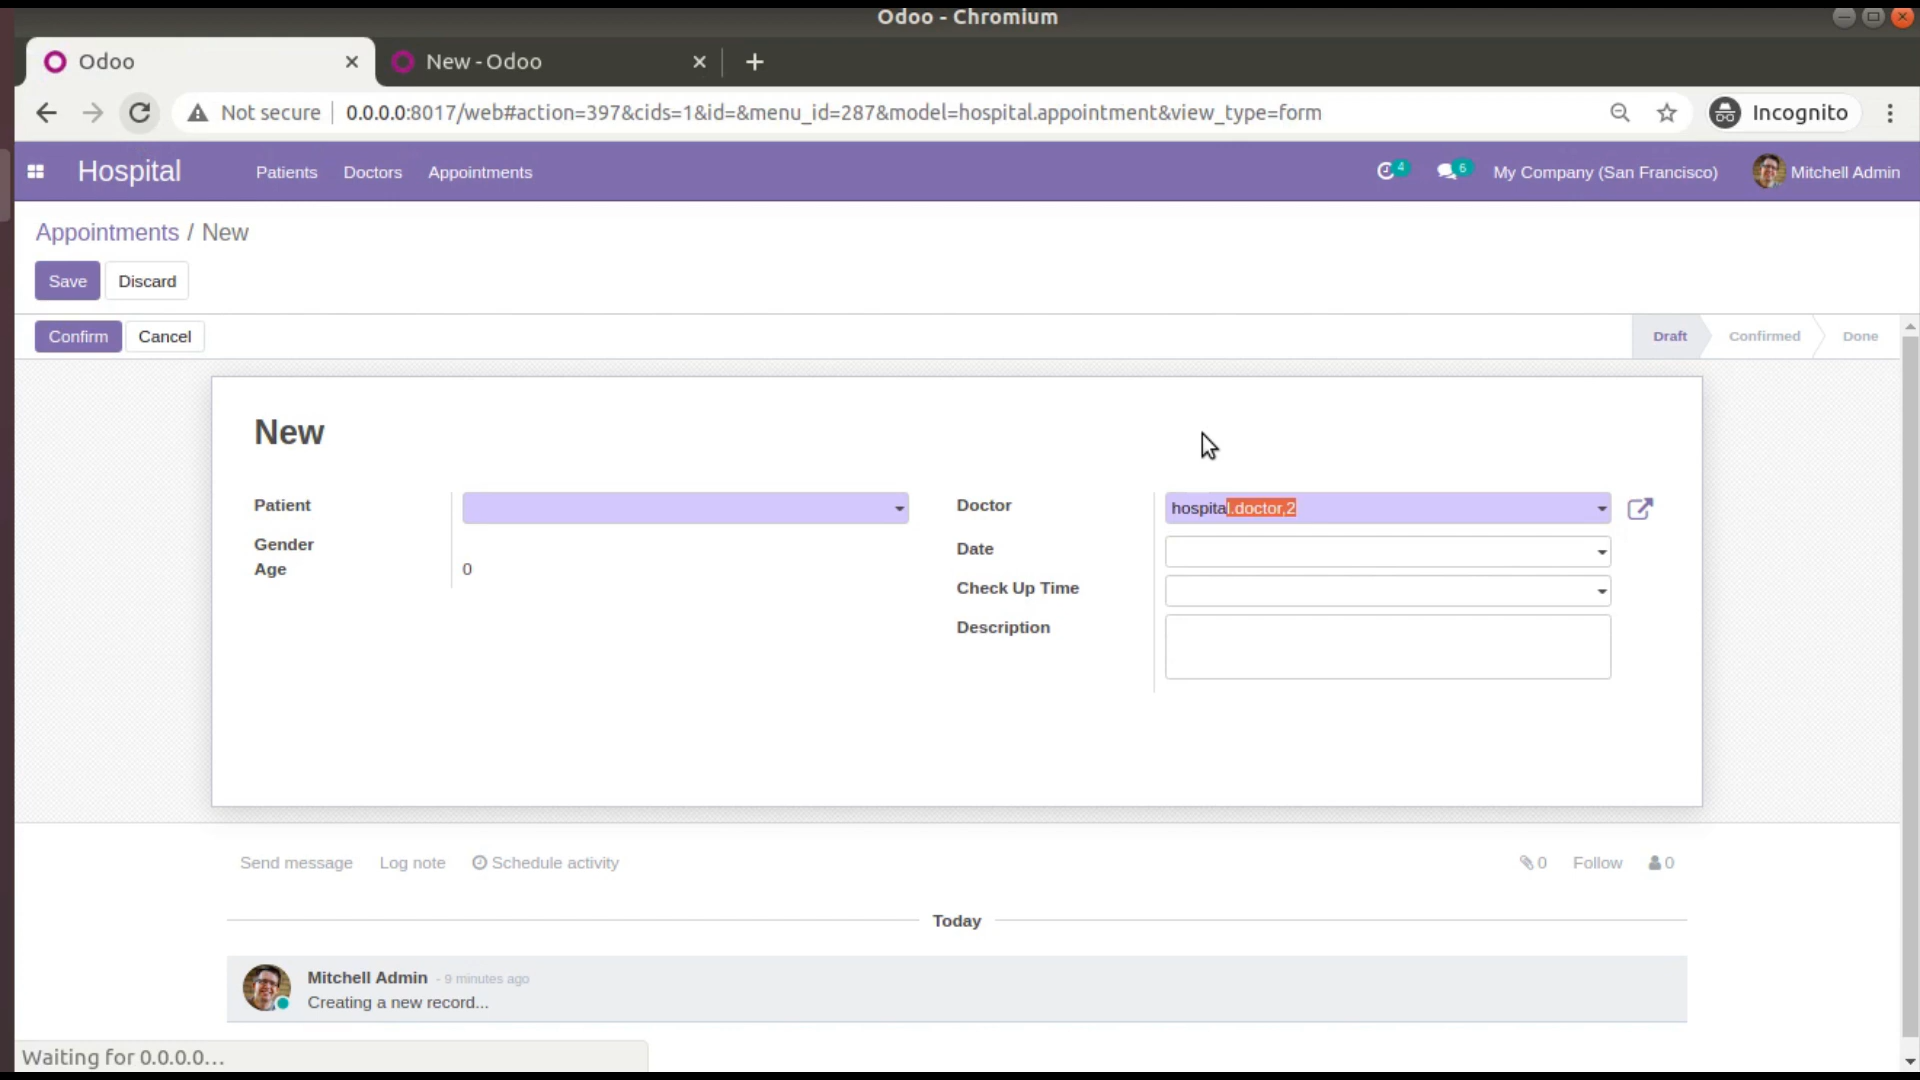 Odoo - Chromium
Odoo
New - Odoo
Not secure
0.0.0.0:8017/web#action=397&cids=1&id=&menu_id=287&model=hospital.appointment&view_type=form
Incognito
Hospital
Patients
Doctors
Appointments
4
6
My Company (San Francisco)
Mitchell Admin
Appointments / New
Save
Discard
Confirm
Cancel
Draft
Confirmed
Done
New
Patient
Gender
Age
0
Doctor
hospital.doctor,2
Date
Check Up Time
Description
Send message
Log note
Schedule activity
0
Follow
0
Today
Mitchell Admin - 9 minutes ago
Creating a new record...
Waiting for 0.0.0.0...